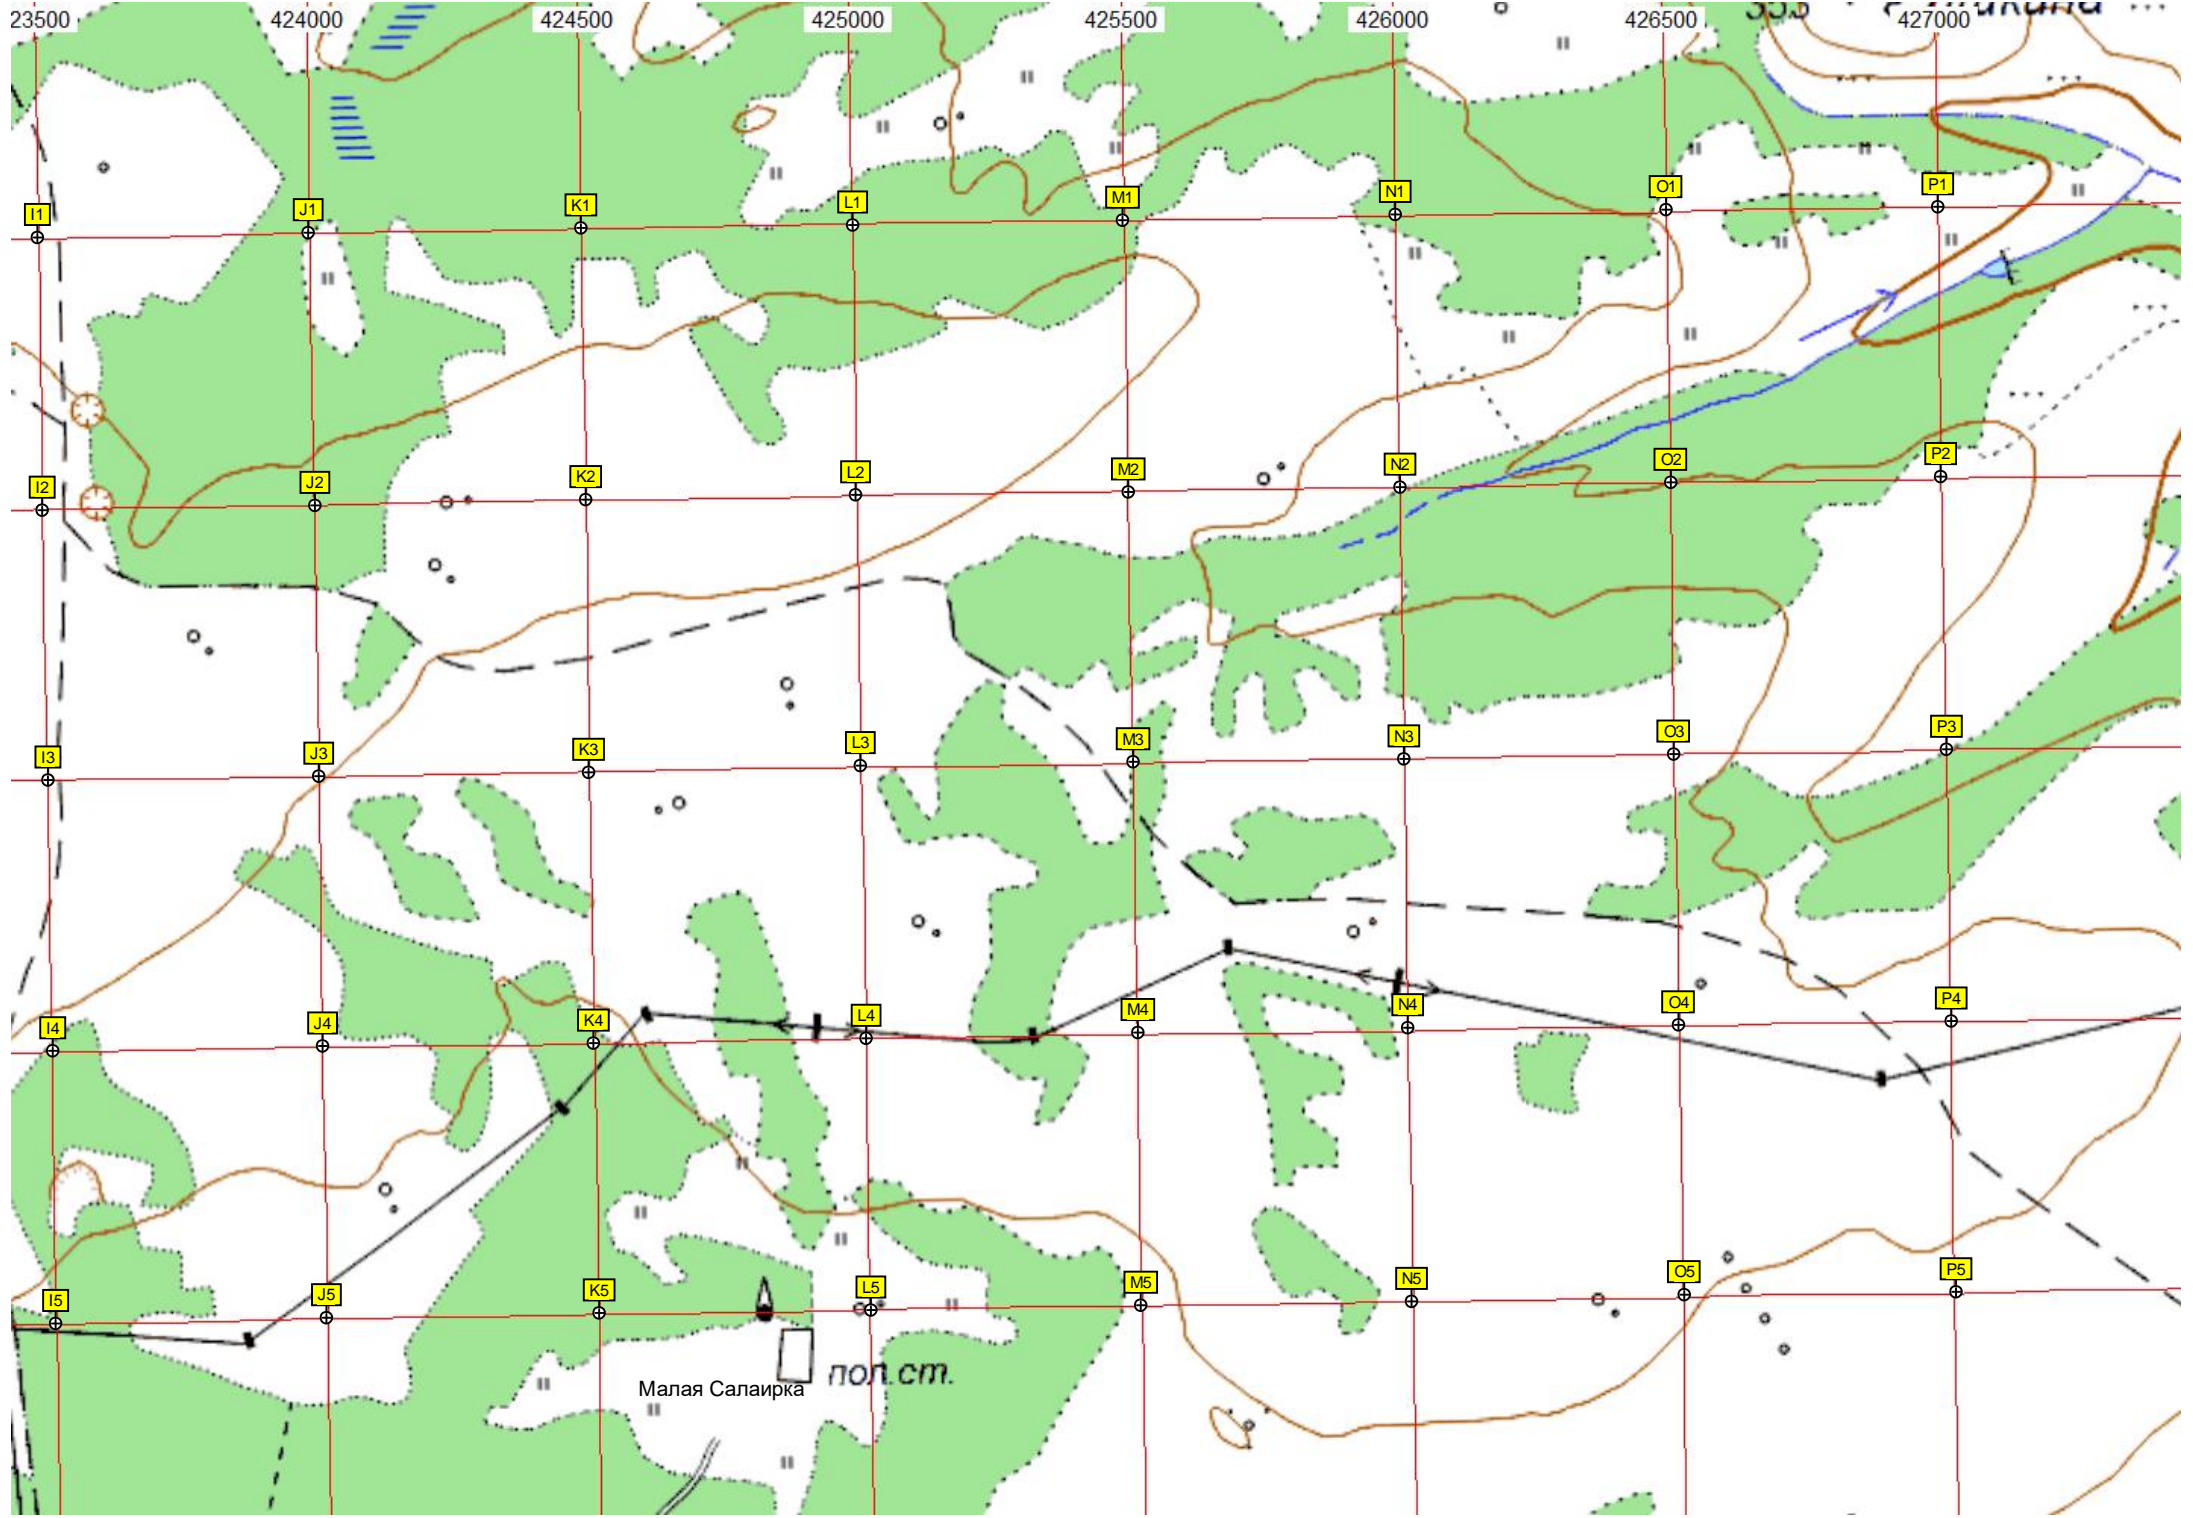 23500 424000 424500 425000 425500 426000 426500 427000
I1 J1 K1 L1 M1 N1 O1 P1
I2 J2 K2 L2 M2 N2 O2 P2
I3 J3 K3 L3 M3 N3 O3 P3
I4 J4 K4 L4 M4 N4 O4 P4
I5 J5 K5 L5 M5 N5 O5 P5
пол.ст.
Малая Салаирка